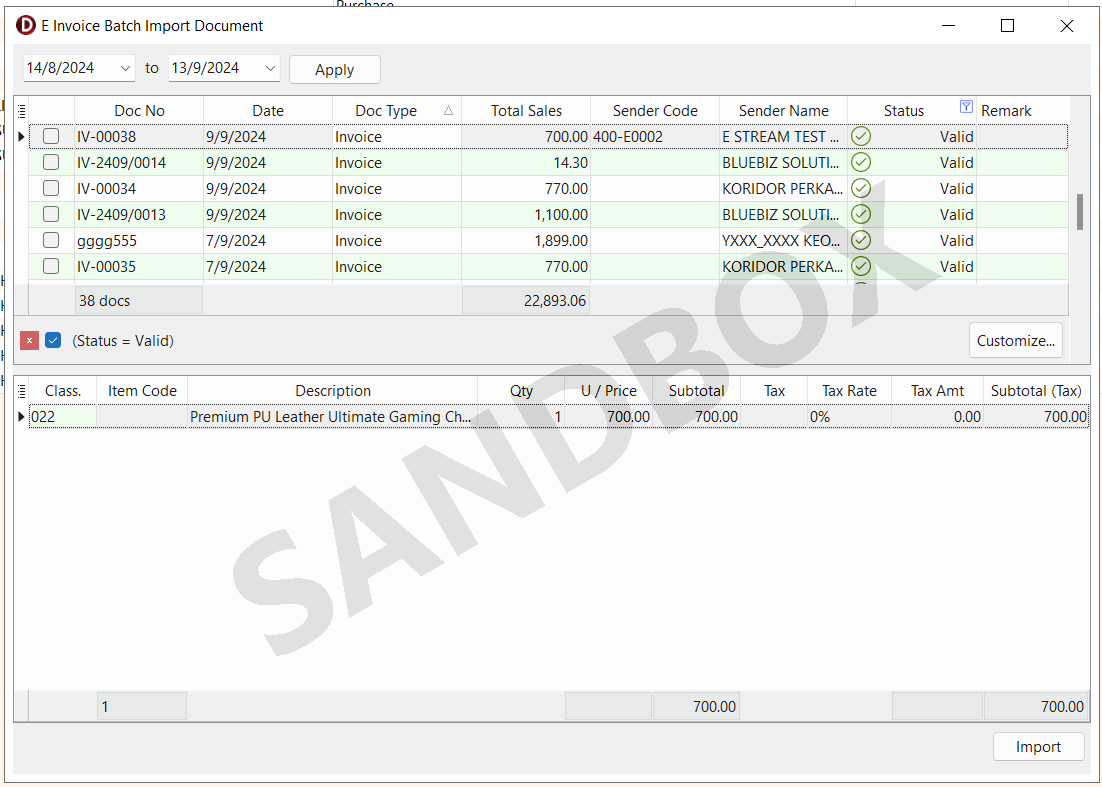 Purchase
E Invoice Batch Import Document
14/8/2024 to 13/9/2024 Apply
Doc No Date Doc Type Total Sales Sender Code Sender Name Status Remark
IV-00038 9/9/2024 Invoice 700.00 400-E0002 E STREAM TEST ... Valid
IV-2409/0014 9/9/2024 Invoice 14.30 BLUEBIZ SOLUTI... Valid
IV-00034 9/9/2024 Invoice 770.00 KORIDOR PERKA... Valid
IV-2409/0013 9/9/2024 Invoice 1,100.00 BLUEBIZ SOLUTI... Valid
gggg555 7/9/2024 Invoice 1,899.00 YXXX_XXXX KEO... Valid
IV-00035 7/9/2024 Invoice 770.00 KORIDOR PERKA... Valid
38 docs 22,893.06
x (Status = Valid) Customize...
Class. Item Code Description Qty U / Price Subtotal Tax Tax Rate Tax Amt Subtotal (Tax)
022 Premium PU Leather Ultimate Gaming Ch... 1 700.00 700.00 0% 0.00 700.00
SANDBOX
1 700.00 700.00
Import